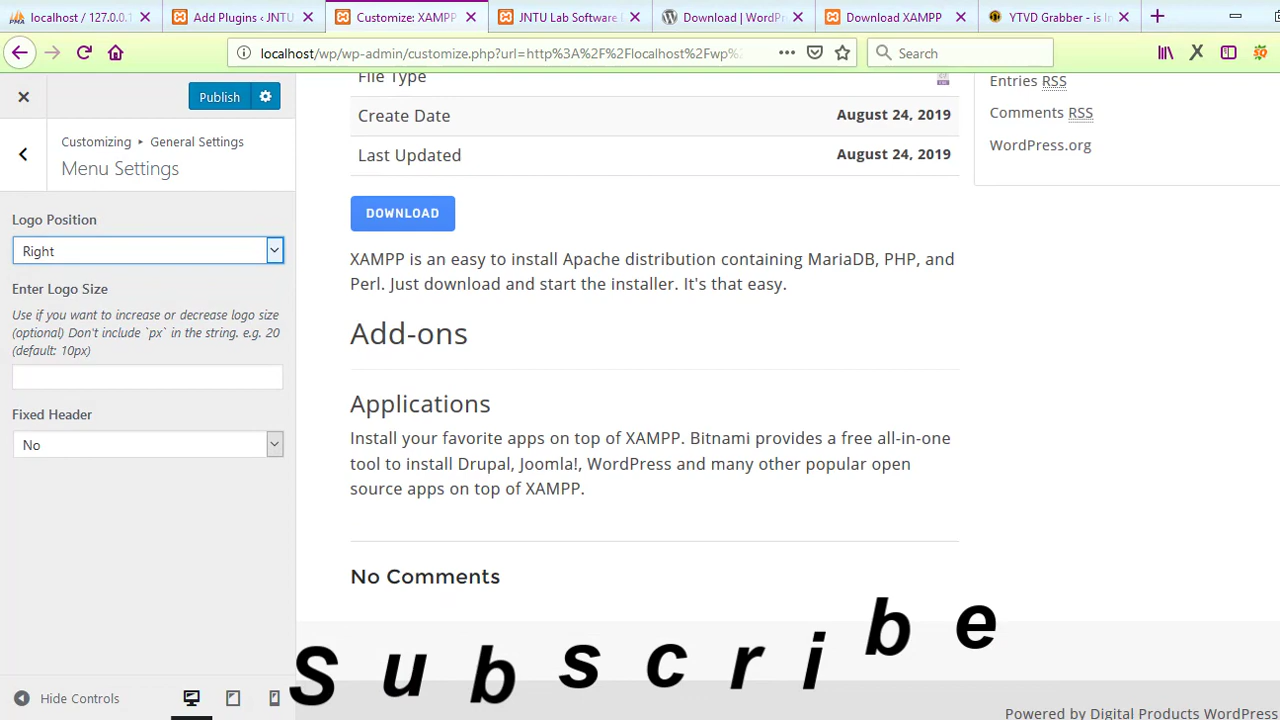 localhost/ 127.0.0.1
Add Plugins ‹ JNTU
Customize: XAMPP
JNTU Lab Software
Download | WordPr
Download XAMPP
YTVD Grabber - is In
localhost/wp/wp-admin/customize.php?url=http%3A%2F%2Flocalhost%2Fwp%2
Search
Publish
Customizing ▸ General Settings
Menu Settings
Logo Position
Right
Enter Logo Size
Use if you want to increase or decrease logo size
(optional) Don't include `px` in the string. e.g. 20
(default: 10px)
Fixed Header
No
Hide Controls
File Type
Create Date August 24, 2019
Last Updated August 24, 2019
DOWNLOAD
XAMPP is an easy to install Apache distribution containing MariaDB, PHP, and
Perl. Just download and start the installer. It's that easy.
Add-ons
Applications
Install your favorite apps on top of XAMPP. Bitnami provides a free all-in-one
tool to install Drupal, Joomla!, WordPress and many other popular open
source apps on top of XAMPP.
No Comments
Entries RSS
Comments RSS
WordPress.org
Subscribe
Powered by Digital Products WordPress